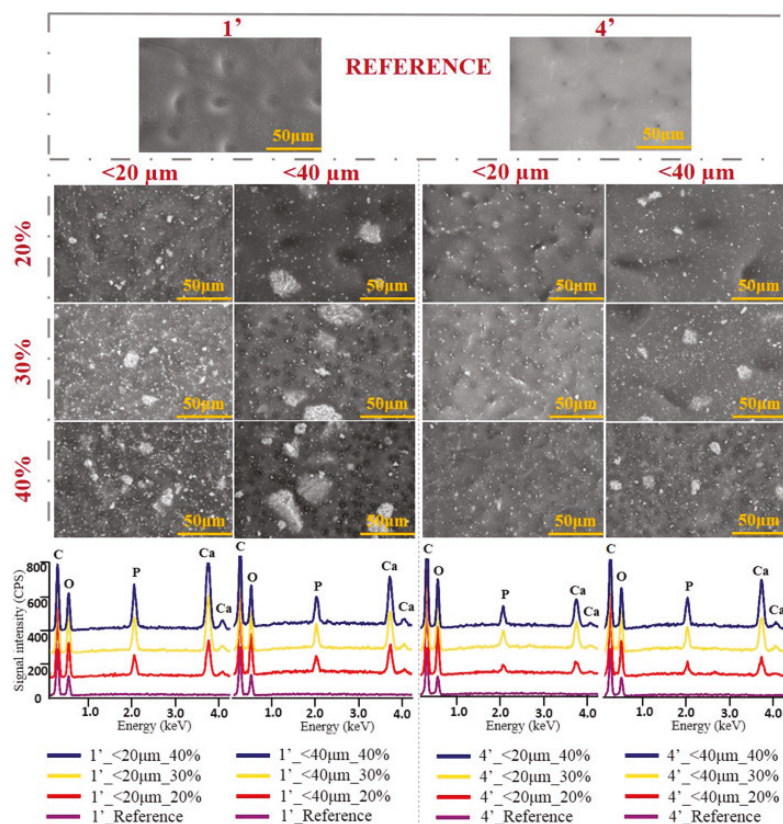 1’ 4’
REFERENCE
50µm 50µm
<20 µm <40 µm <20 µm <40 µm
20%
50µm 50µm 50µm 50µm
30%
50µm 50µm 50µm 50µm
40%
50µm 50µm 50µm 50µm
Signal intensity (CPS)
800
600
400
200
0
C O P Ca Ca
C O P Ca Ca
C O P Ca Ca
C O P Ca Ca
1.0 2.0 3.0 4.0 1.0 2.0 3.0 4.0 1.0 2.0 3.0 4.0 1.0 2.0 3.0 4.0
Energy (keV) Energy (keV) Energy (keV) Energy (keV)
1’_<20µm_40% 1’_<40µm_40% 4’_<20µm_40% 4’_<40µm_40%
1’_<20µm_30% 1’_<40µm_30% 4’_<20µm_30% 4’_<40µm_30%
1’_<20µm_20% 1’_<40µm_20% 4’_<20µm_20% 4’_<40µm_20%
1’_Reference 1’_Reference 4’_Reference 4’_Reference